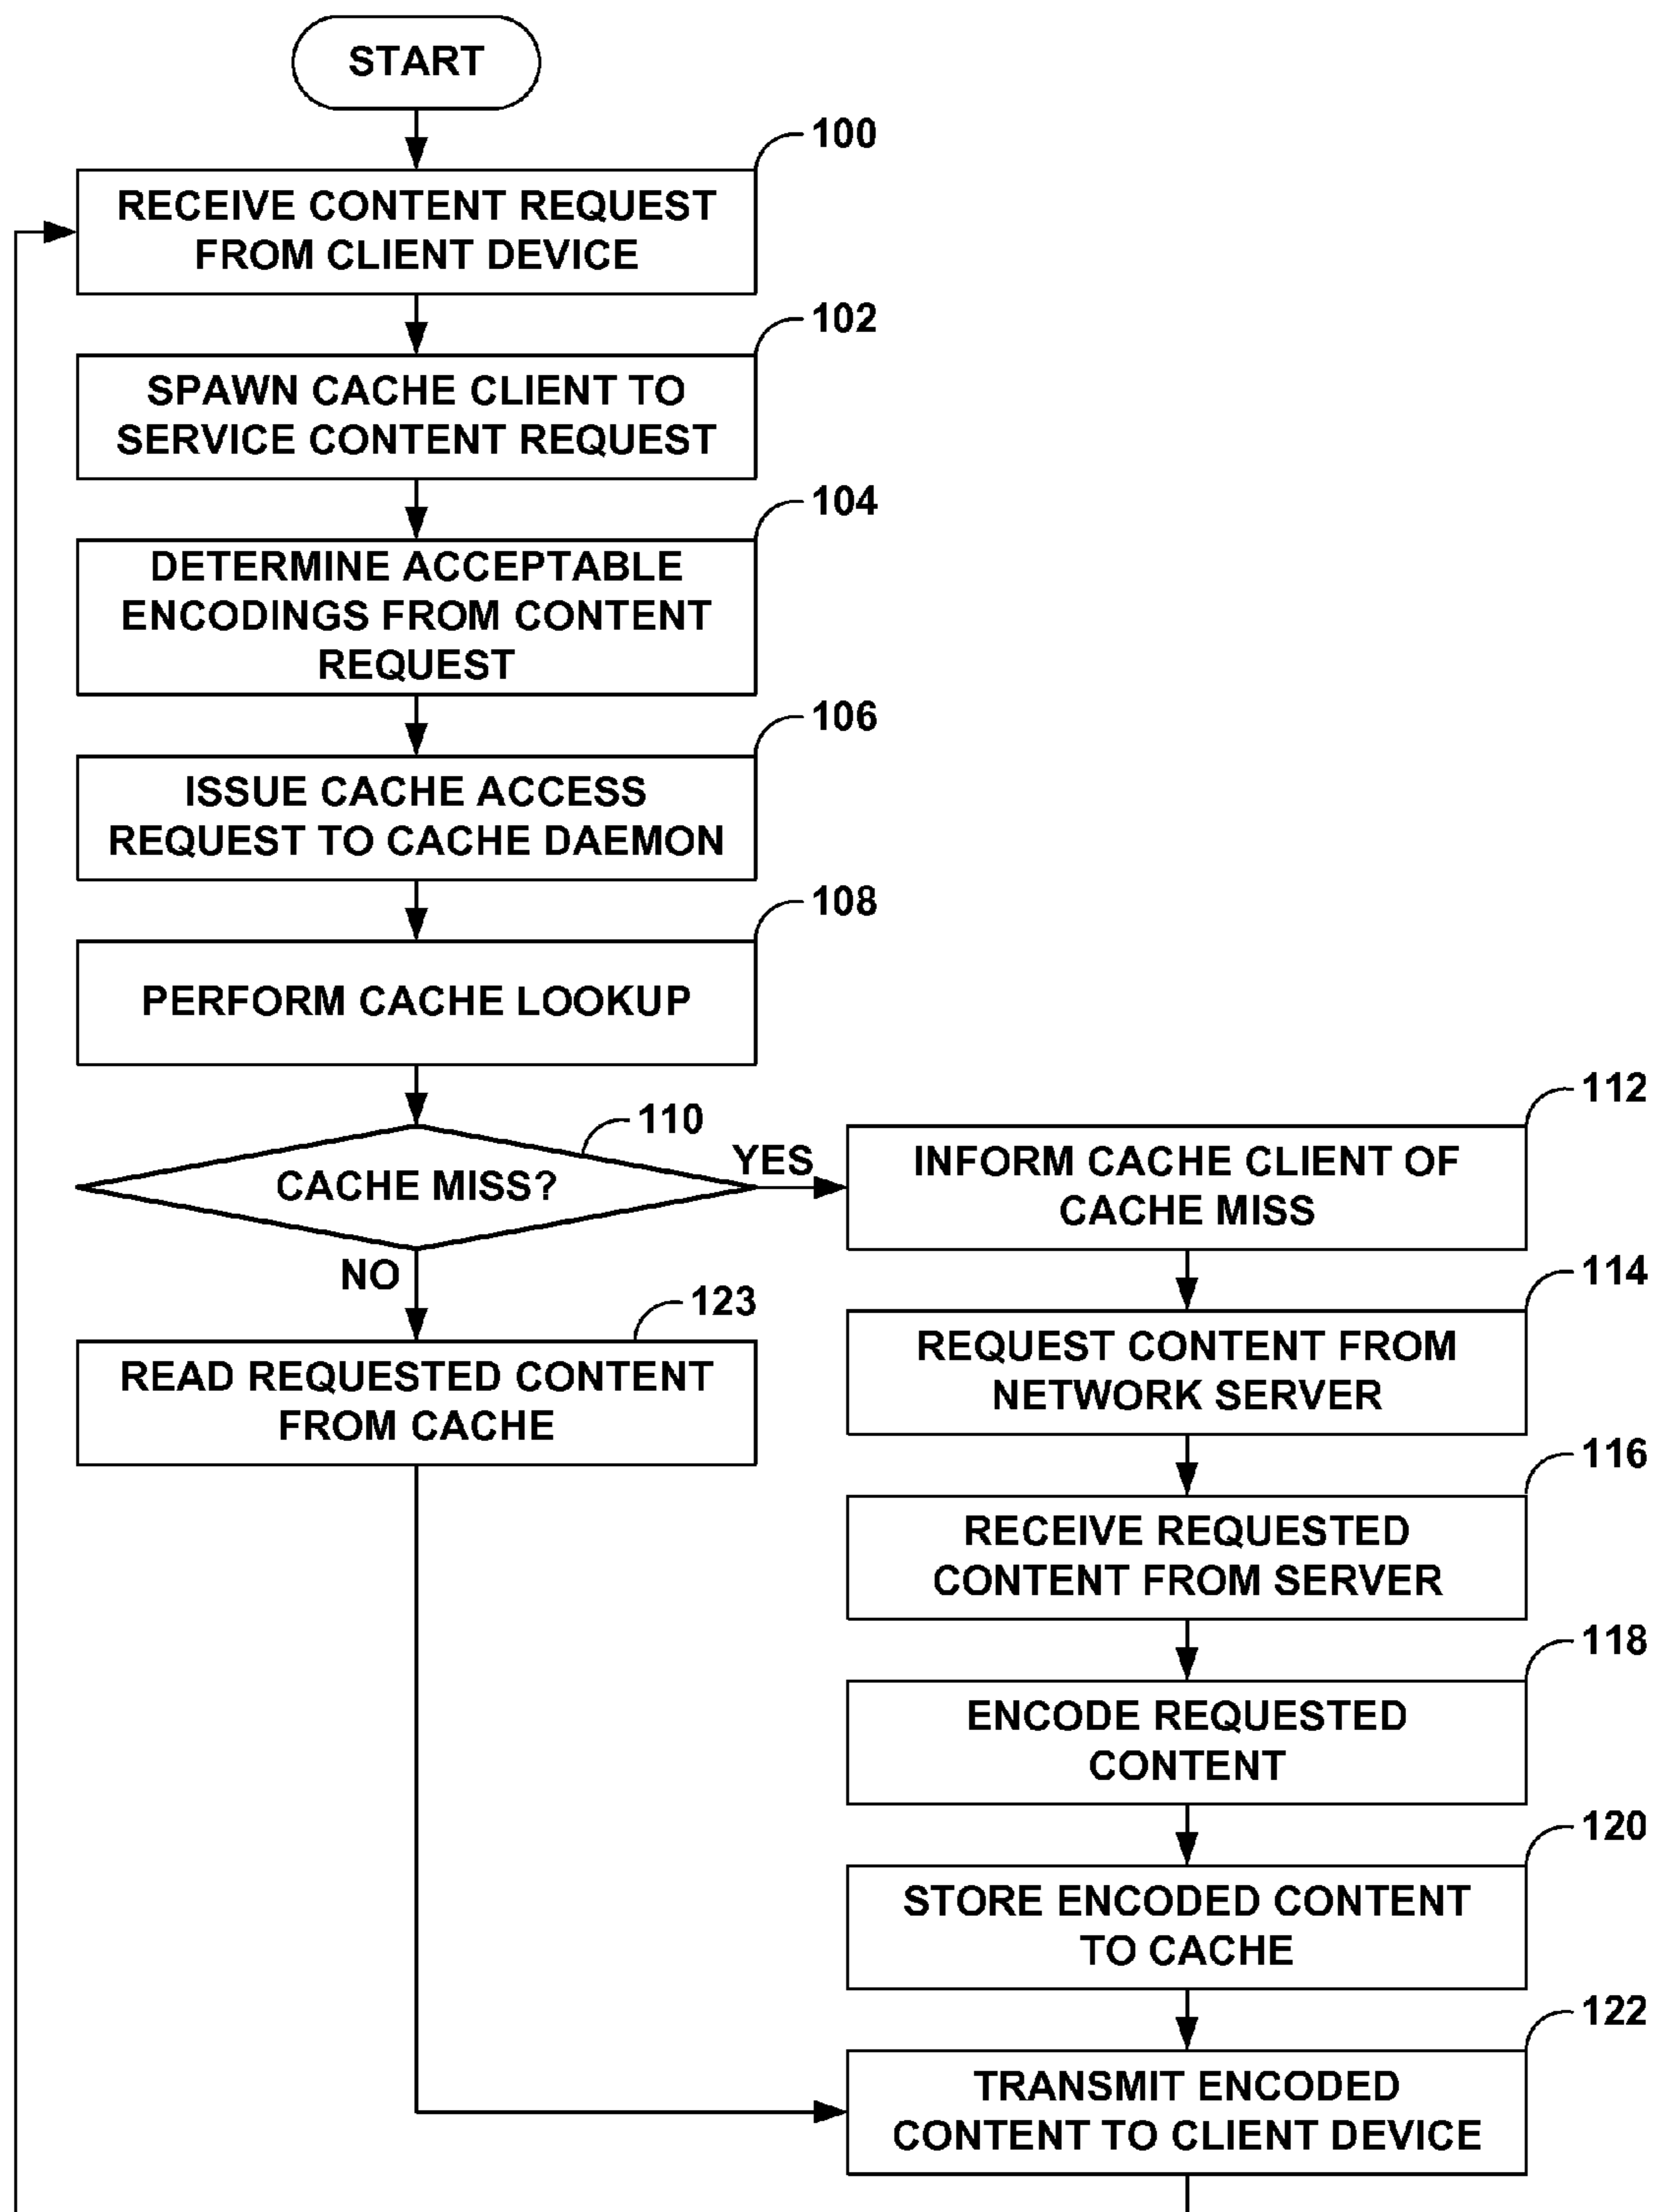 START
100
RECEIVE CONTENT REQUEST
FROM CLIENT DEVICE
102
SPAWN CACHE CLIENT TO
SERVICE CONTENT REQUEST
104
DETERMINE ACCEPTABLE
ENCODINGS FROM CONTENT
REQUEST
106
ISSUE CACHE ACCESS
REQUEST TO CACHE DAEMON
108
PERFORM CACHE LOOKUP
110
CACHE MISS?
YES
NO
112
INFORM CACHE CLIENT OF
CACHE MISS
114
REQUEST CONTENT FROM
NETWORK SERVER
116
RECEIVE REQUESTED
CONTENT FROM SERVER
118
ENCODE REQUESTED
CONTENT
120
STORE ENCODED CONTENT
TO CACHE
123
READ REQUESTED CONTENT
FROM CACHE
122
TRANSMIT ENCODED
CONTENT TO CLIENT DEVICE